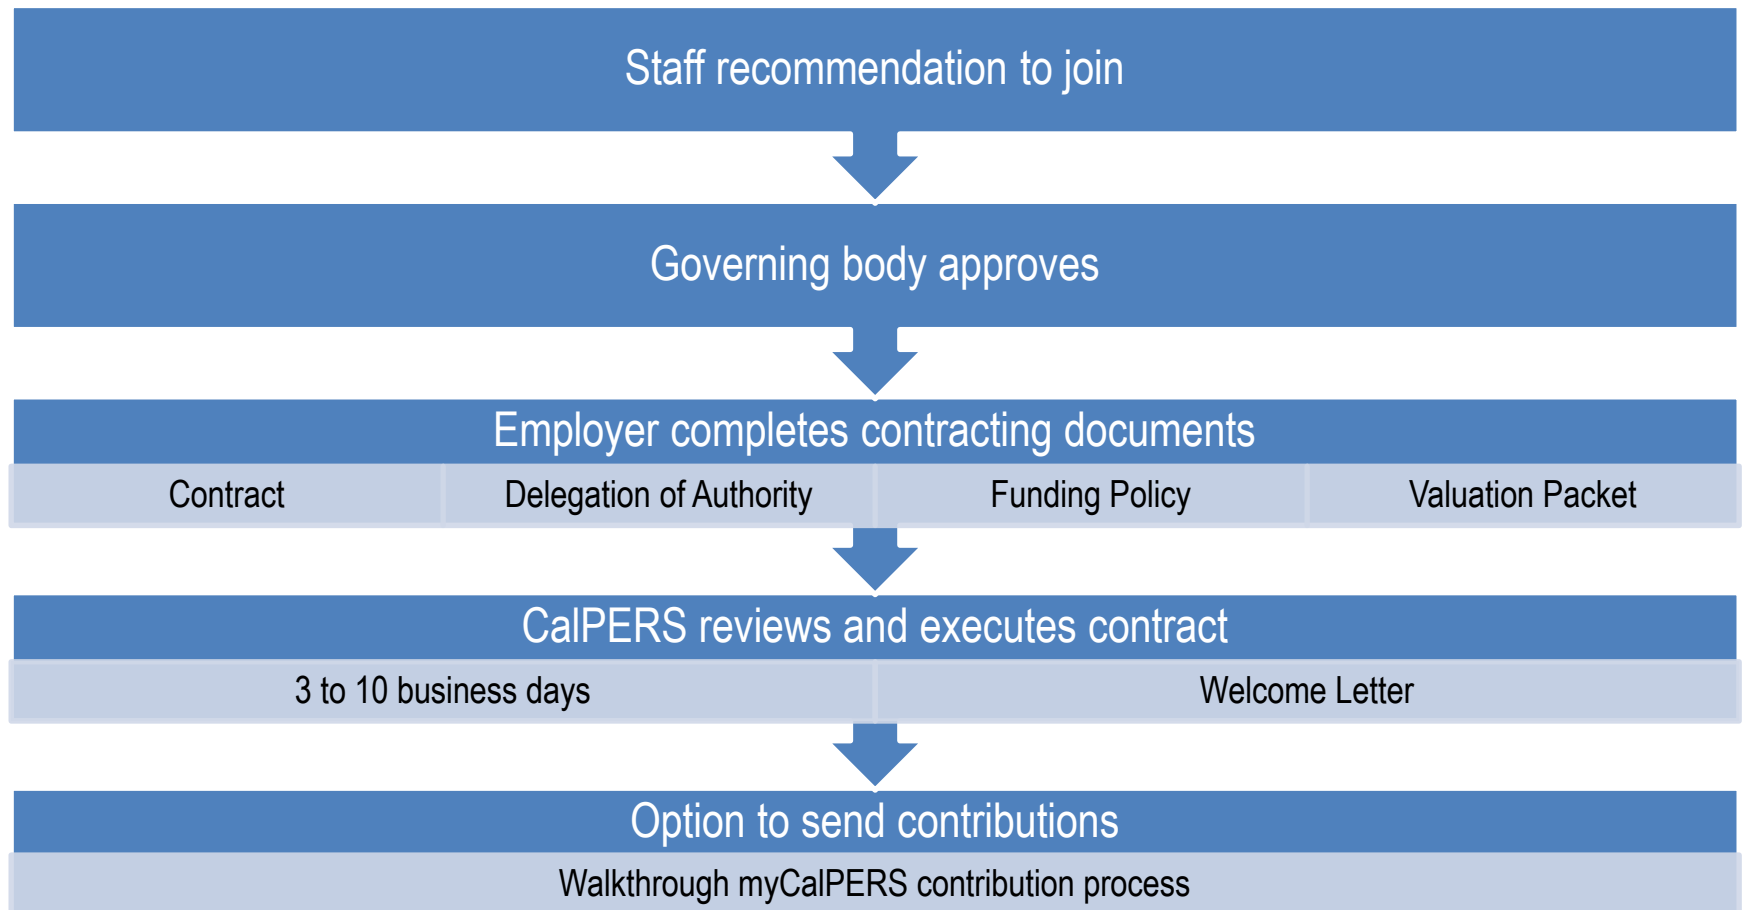 Staff recommendation to join
Governing body approves
Employer completes contracting documents
Contract
Delegation of Authority
Funding Policy
Valuation Packet
CalPERS reviews and executes contract
3 to 10 business days
Welcome Letter
Option to send contributions
Walkthrough myCalPERS contribution process